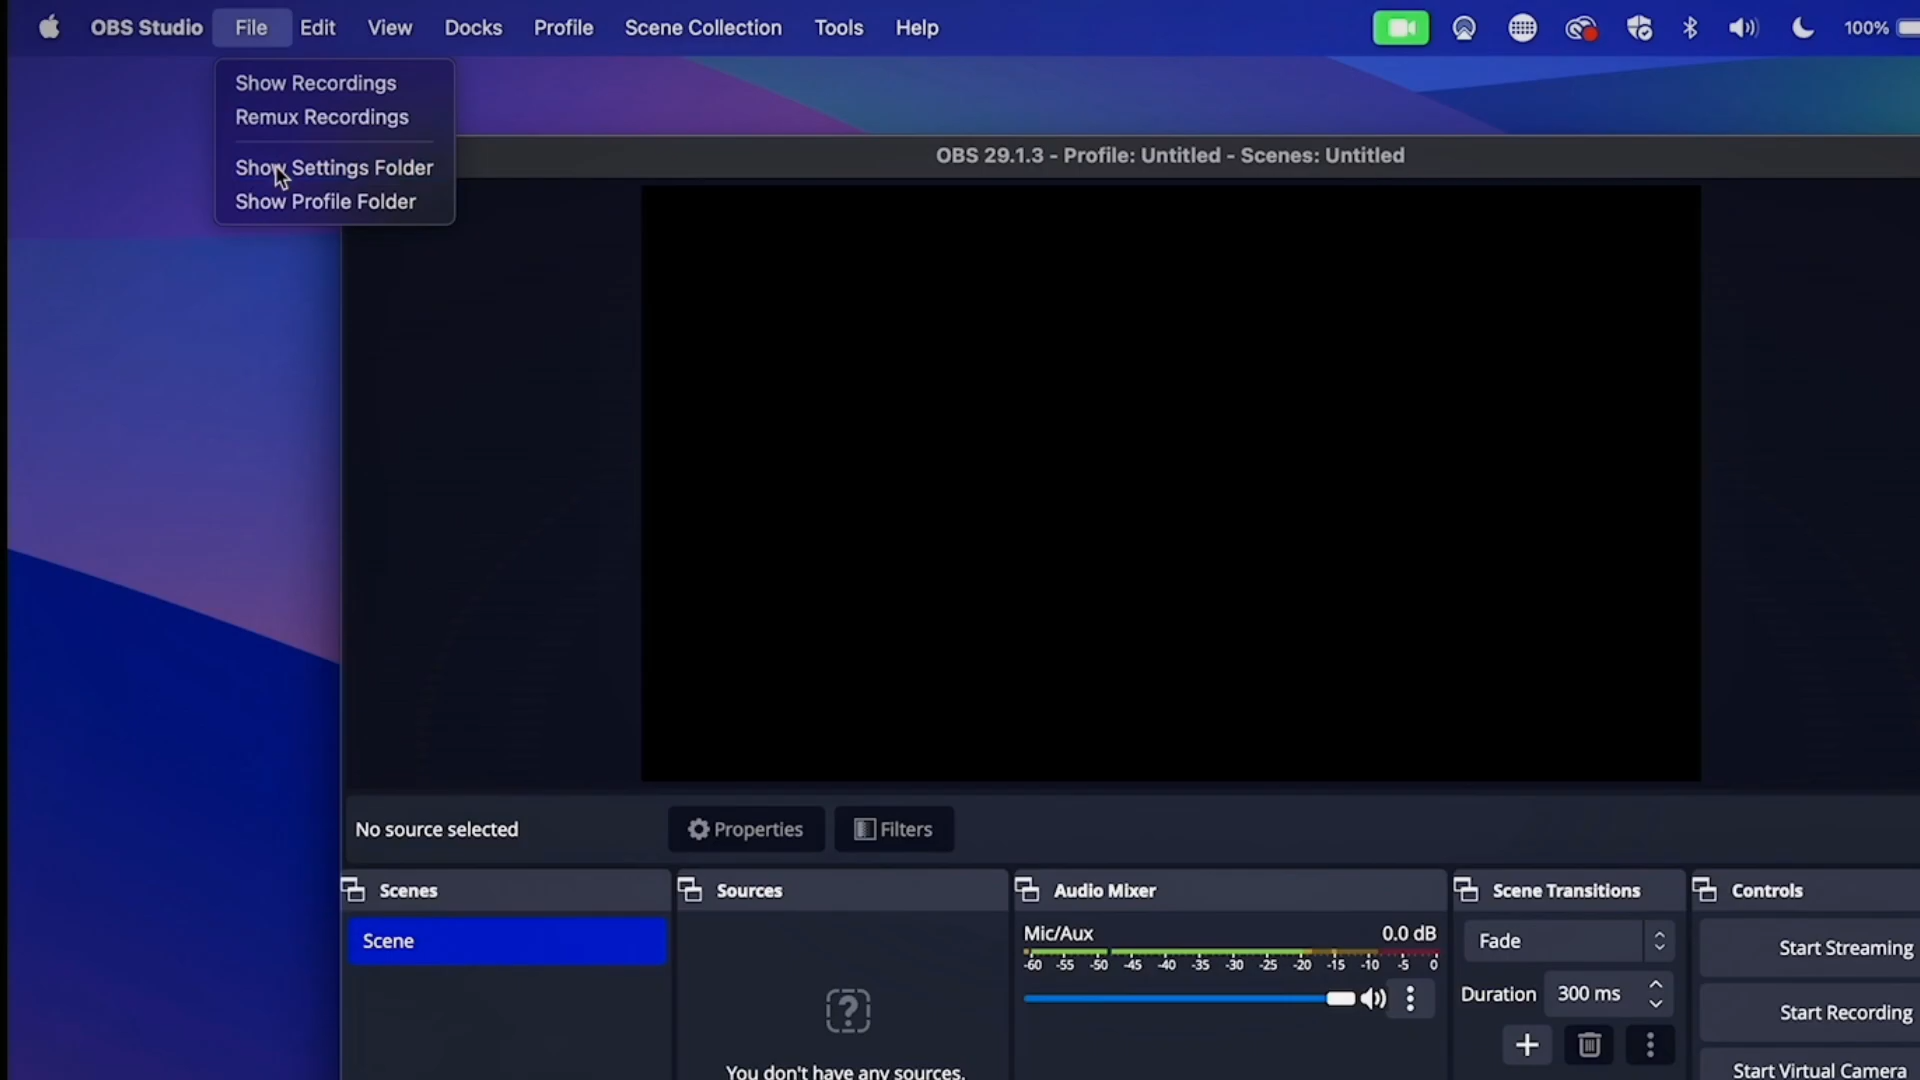 OBS Studio File Edit View Docks Profile Scene Collection Tools Help 100%
Show Recordings
Remux Recordings
Show Settings Folder
Show Profile Folder
OBS 29.1.3 - Profile: Untitled - Scenes: Untitled
No source selected Properties Filters
Scenes Sources Audio Mixer Scene Transitions Controls
Scene
Mic/Aux 0.0 dB
-60 -55 -50 -45 -40 -35 -30 -25 -20 -15 -10 -5 0
Fade
Duration 300 ms
Start Streaming
Start Recording
Start Virtual Camera
You don't have any sources.